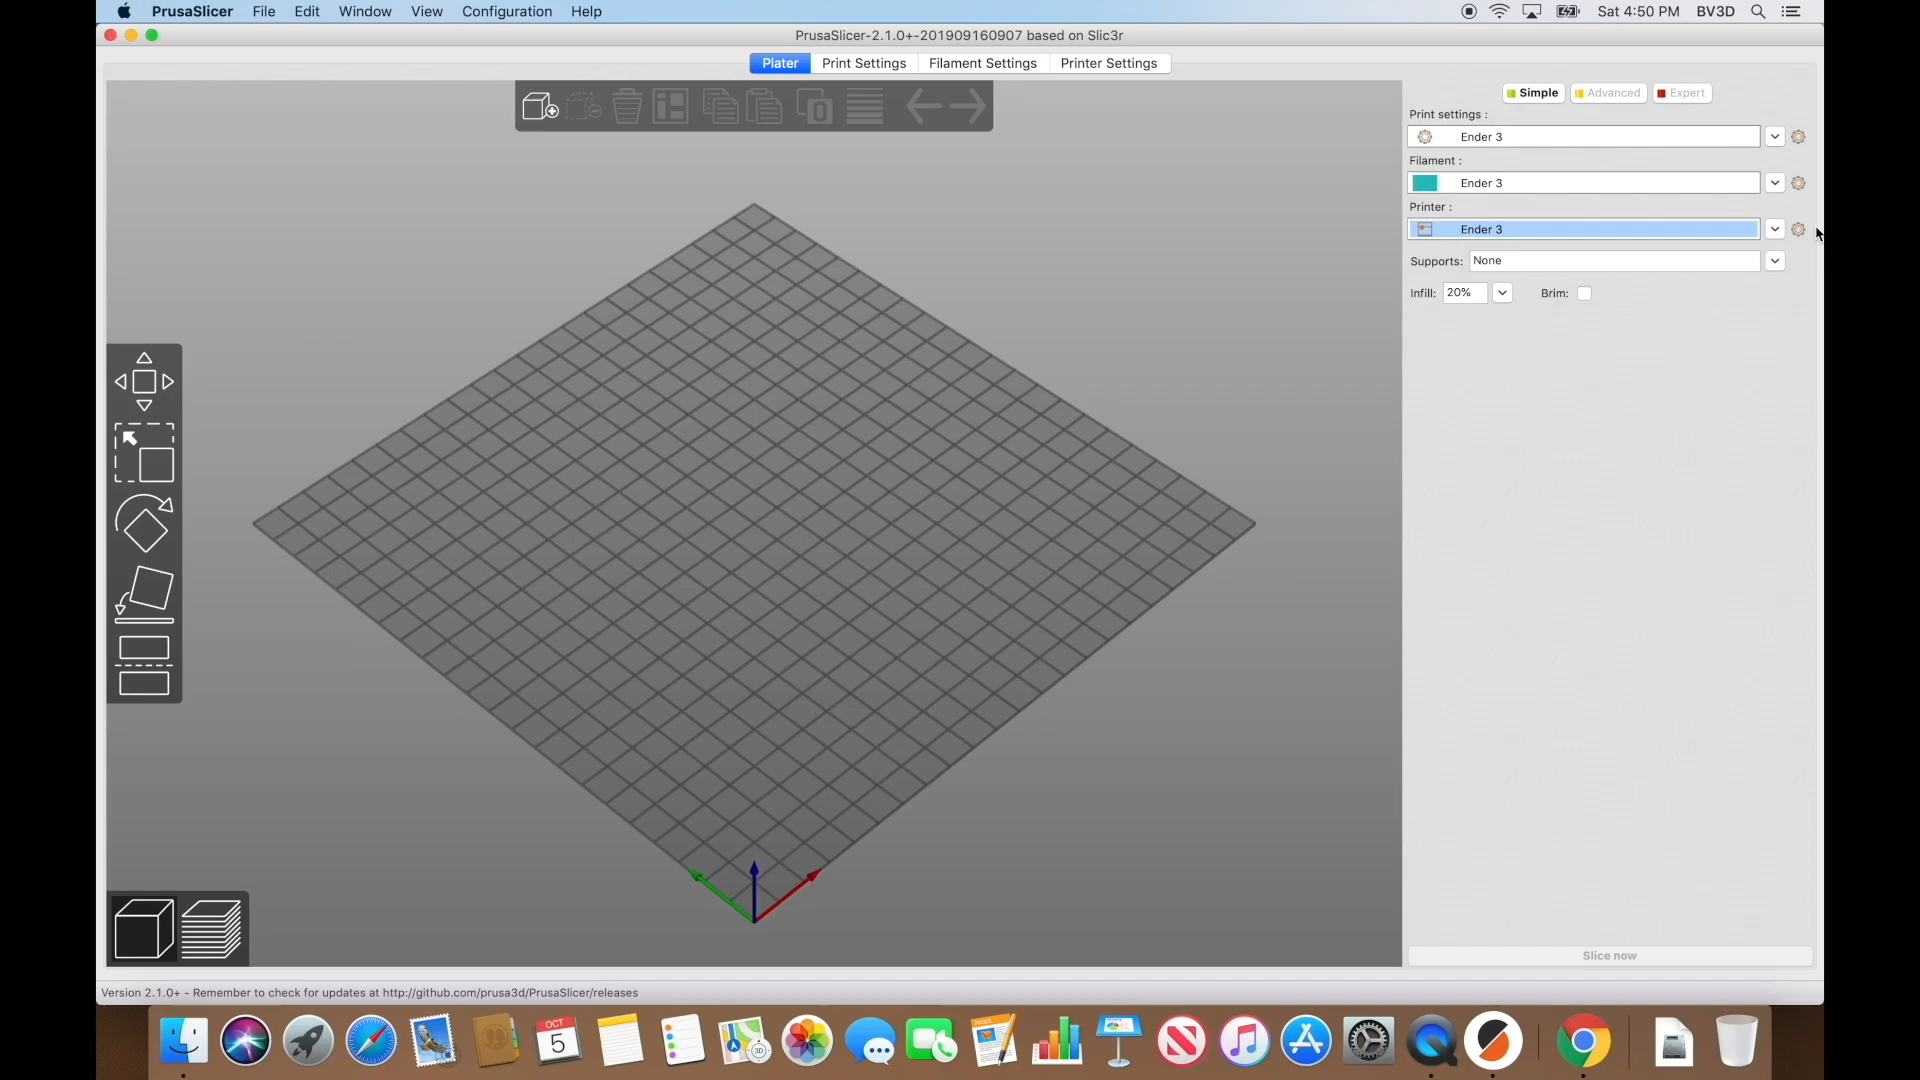 PrusaSlicer File Edit Window View Configuration Help Sat 4:50 PM BV3D
PrusaSlicer-2.1.0+-201909160907 based on Slic3r
Plater Print Settings Filament Settings Printer Settings
Simple Advanced Expert
Print settings :
Ender 3
Filament :
Ender 3
Printer :
Ender 3
Supports: None
Infill: 20% Brim:
Slice now
Version 2.1.0+ - Remember to check for updates at http://github.com/prusa3d/PrusaSlicer/releases
OCT
5
3D
PAGES